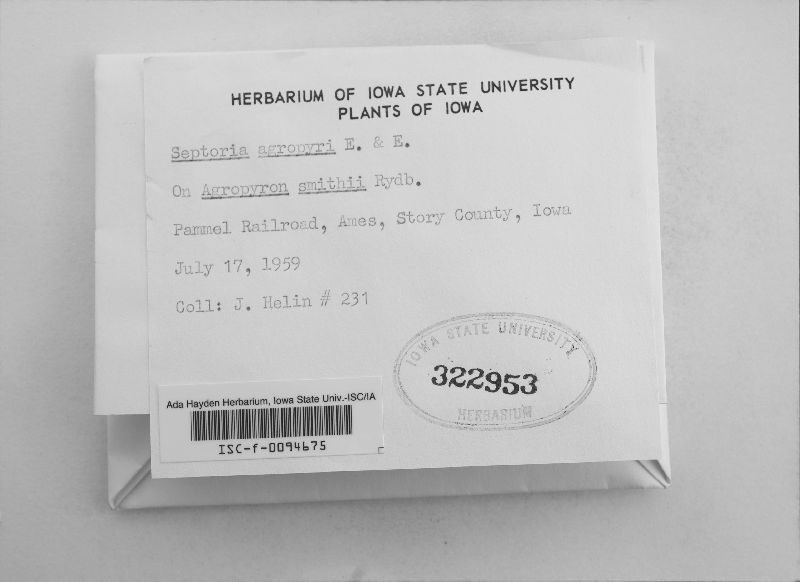 HERBARIUM OF IOWA STATE UNIVERSITY
PLANTS OF IOWA
Septoria agropyri E. & E.
On Agropyron smithii Rydb.
Pammel Railroad, Ames, Story County, Iowa
July 17, 1959
Coll: J. Helin # 231
IOWA STATE UNIVERSITY
322953
HERBARIUM
Ada Hayden Herbarium, Iowa State Univ.-ISC/IA
ISC-f-0094675